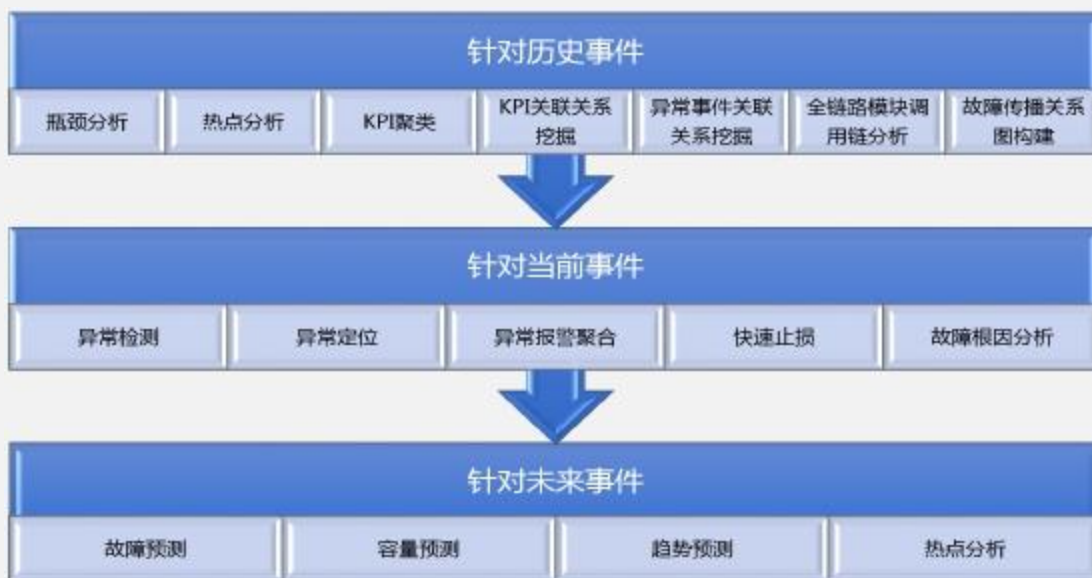 针对历史事件
瓶颈分析
热点分析
KPI聚类
KPI关联关系
挖掘
异常事件关联
关系挖掘
全链路模块调
用链分析
故障传播关系
图构建
针对当前事件
异常检测
异常定位
异常报警聚合
快速止损
故障根因分析
针对未来事件
故障预测
容量预测
趋势预测
热点分析